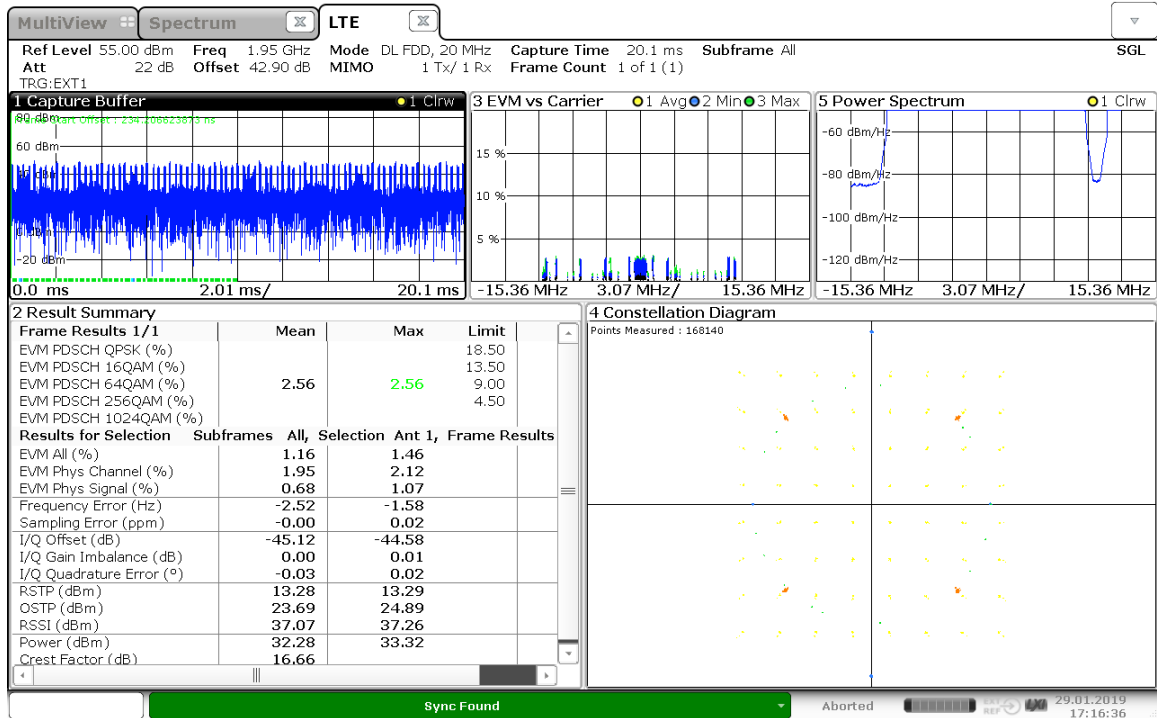 MultiView Spectrum LTE
Ref Level 55.00 dBm Freq 1.95 GHz Mode DL FDD, 20 MHz Capture Time 20.1 ms Subframe All SGL
Att 22 dB Offset 42.90 dB MIMO 1 Tx/ 1 Rx Frame Count 1 of 1 (1)
TRG:EXT1
1 Capture Buffer 1 Clrw
80 dBm
Frame Start Offset : 234.206623873 ns
60 dBm
40 dBm
0 dBm
-20 dBm
0.0 ms 2.01 ms/ 20.1 ms
3 EVM vs Carrier 1 Avg 2 Min 3 Max
15 %
10 %
5 %
-15.36 MHz 3.07 MHz/ 15.36 MHz
5 Power Spectrum 1 Clrw
-60 dBm/Hz
-80 dBm/Hz
-100 dBm/Hz
-120 dBm/Hz
-15.36 MHz 3.07 MHz/ 15.36 MHz
2 Result Summary
Frame Results 1/1 Mean Max Limit
EVM PDSCH QPSK (%) 18.50
EVM PDSCH 16QAM (%) 13.50
EVM PDSCH 64QAM (%) 2.56 2.56 9.00
EVM PDSCH 256QAM (%) 4.50
EVM PDSCH 1024QAM (%)
Results for Selection Subframes All, Selection Ant 1, Frame Results
EVM All (%) 1.16 1.46
EVM Phys Channel (%) 1.95 2.12
EVM Phys Signal (%) 0.68 1.07
Frequency Error (Hz) -2.52 -1.58
Sampling Error (ppm) -0.00 0.02
I/Q Offset (dB) -45.12 -44.58
I/Q Gain Imbalance (dB) 0.00 0.01
I/Q Quadrature Error (°) -0.03 0.02
RSTP (dBm) 13.28 13.29
OSTP (dBm) 23.69 24.89
RSSI (dBm) 37.07 37.26
Power (dBm) 32.28 33.32
Crest Factor (dB) 16.66
4 Constellation Diagram
Points Measured : 168140
Sync Found
Aborted
EXT
REF
LXI
29.01.2019
17:16:36